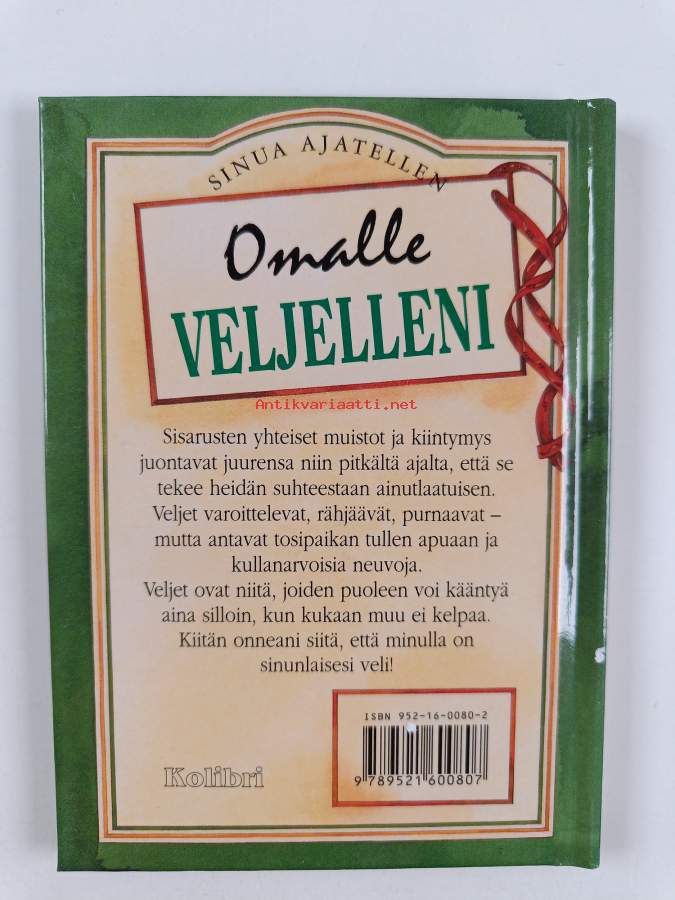 SINUA AJATELLEN
Omalle
VELJELLENI
Antikvariaatti.net
Sisarusten yhteiset muistot ja kiintymys
juontavat juurensa niin pitkältä ajalta, että se
tekee heidän suhteestaan ainutlaatuisen.
Veljet varoittelevat, rähjäävät, purnaavat –
mutta antavat tosipaikan tullen apuaan ja
kullanarvoisia neuvoja.
Veljet ovat niitä, joiden puoleen voi kääntyä
aina silloin, kun kukaan muu ei kelpaa.
Kiitän onneani siitä, että minulla on
sinunlaisesi veli!
ISBN 952-16-0080-2
9 789521 600807
Kolibri